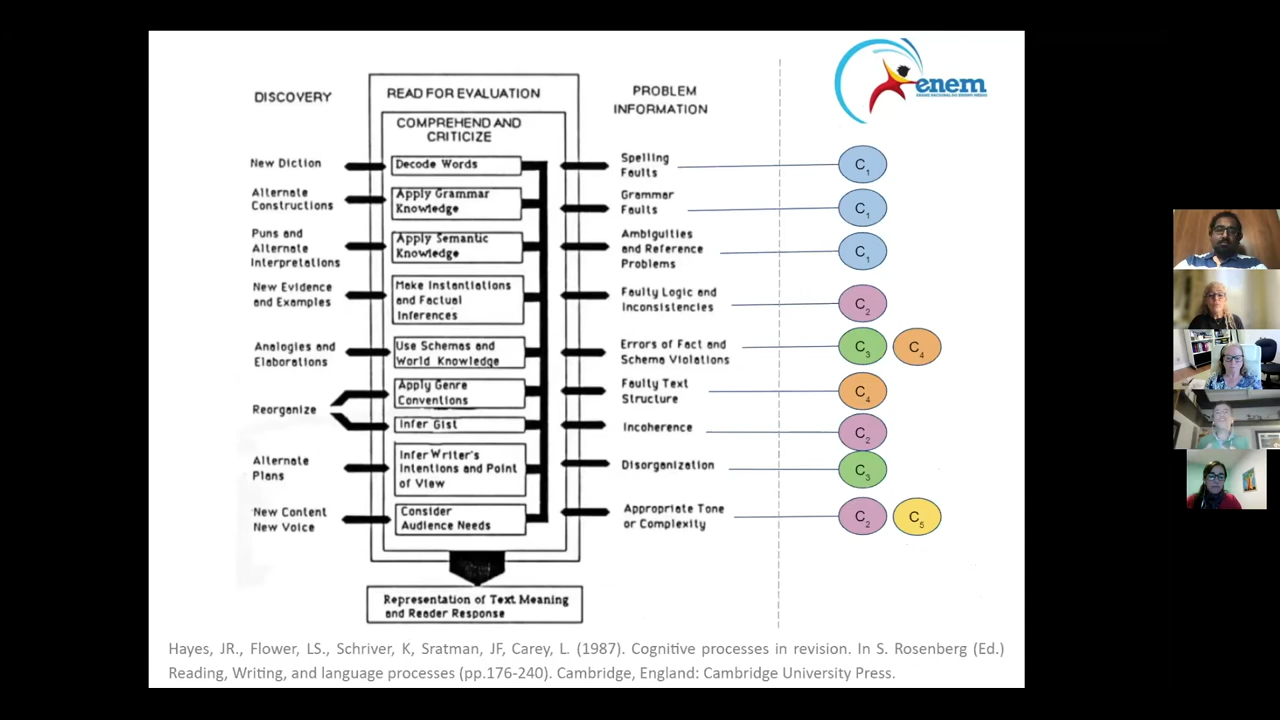 DISCOVERY
READ FOR EVALUATION
PROBLEM
INFORMATION
enem
EXAME NACIONAL DO ENSINO MÉDIO
COMPREHEND AND
CRITICIZE
New Diction
Decode Words
Spelling
Faults
C1
Alternate
Constructions
Apply Grammar
Knowledge
Grammar
Faults
C1
Puns and
Alternate
Interpretations
Apply Semantic
Knowledge
Ambiguities
and Reference
Problems
C1
New Evidence
and Examples
Make Instantiations
and Factual
Inferences
Faulty Logic and
Inconsistencies
C2
Analogies and
Elaborations
Use Schemas and
World Knowledge
Errors of Fact and
Schema Violations
C3 C4
Reorganize
Apply Genre
Conventions
Faulty Text
Structure
C4
Infer Gist
Incoherence
C2
Alternate
Plans
Infer Writer's
Intentions and Point
of View
Disorganization
C3
New Content
New Voice
Consider
Audience Needs
Appropriate Tone
or Complexity
C2 C5
Representation of Text Meaning
and Reader Response
Hayes, JR., Flower, LS., Schriver, K, Sratman, JF, Carey, L. (1987). Cognitive processes in revision. In S. Rosenberg (Ed.)
Reading, Writing, and language processes (pp.176-240). Cambridge, England: Cambridge University Press.